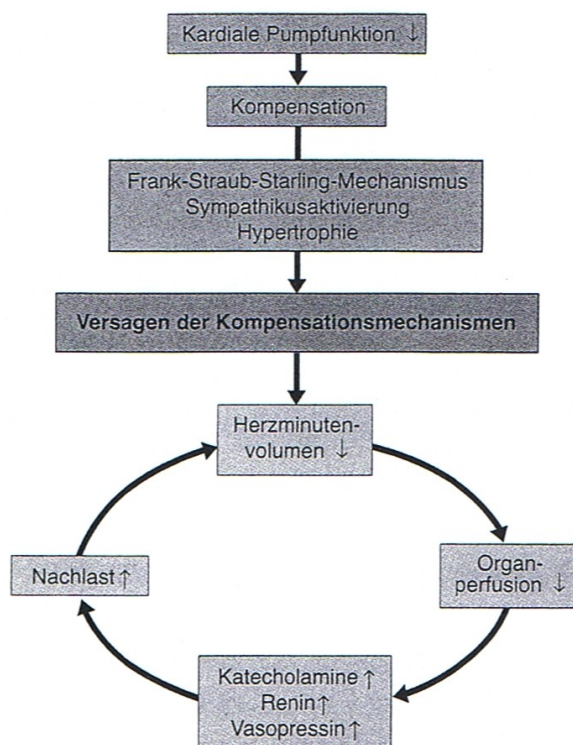 Kardiale Pumpfunktion ↓
Kompensation
Frank-Straub-Starling-Mechanismus
Sympathikusaktivierung
Hypertrophie
Versagen der Kompensationsmechanismen
Herzminuten-
volumen ↓
Organ-
perfusion ↓
Katecholamine ↑
Renin ↑
Vasopressin ↑
Nachlast ↑